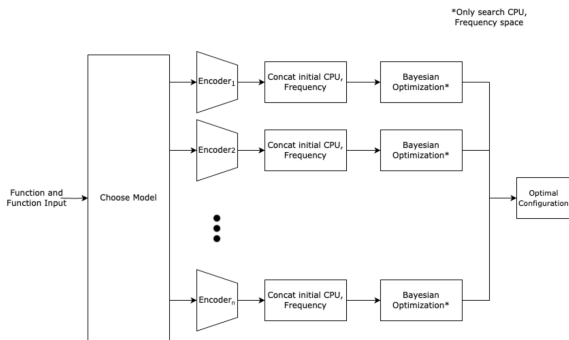 *Only search CPU,
Frequency space
Function and
Function Input
Choose Model
Encoder1
Concat initial CPU,
Frequency
Bayesian
Optimization*
Encoder2
Concat initial CPU,
Frequency
Bayesian
Optimization*
Optimal
Configuration
Encodern
Concat initial CPU,
Frequency
Bayesian
Optimization*